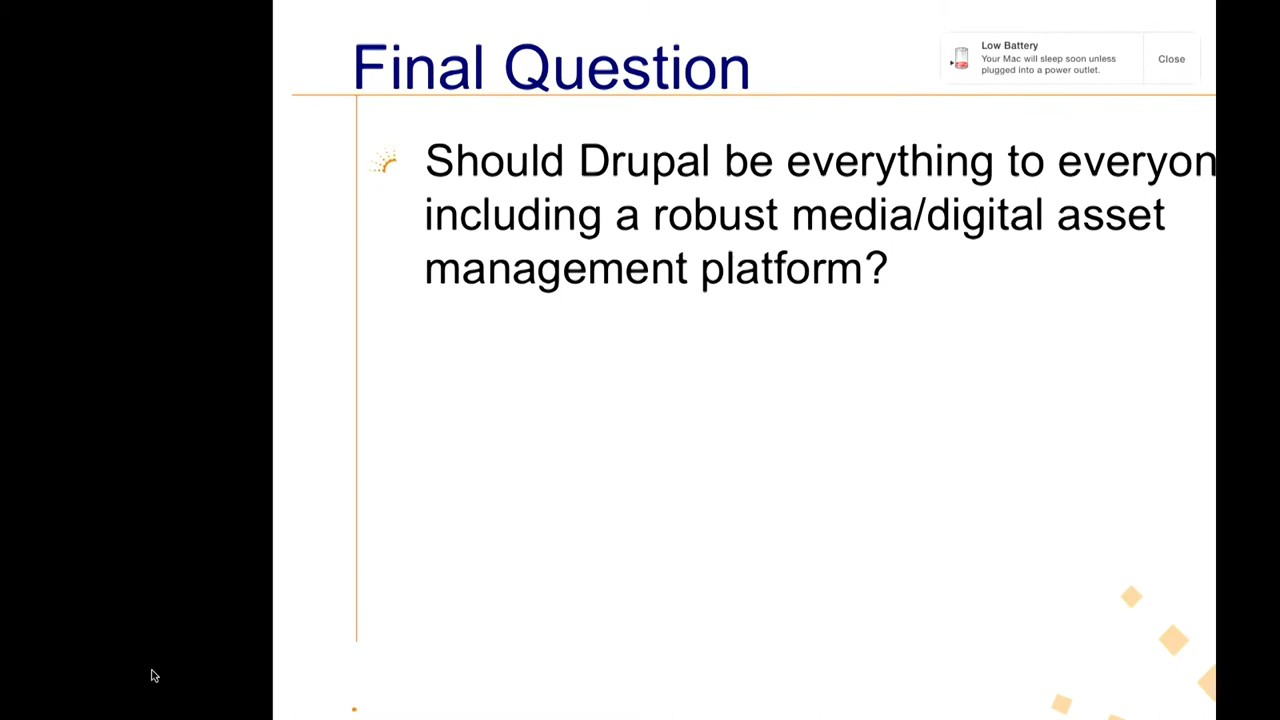 Final Question
Low Battery
Your Mac will sleep soon unless
plugged into a power outlet.
Close
Should Drupal be everything to everyon
including a robust media/digital asset
management platform?